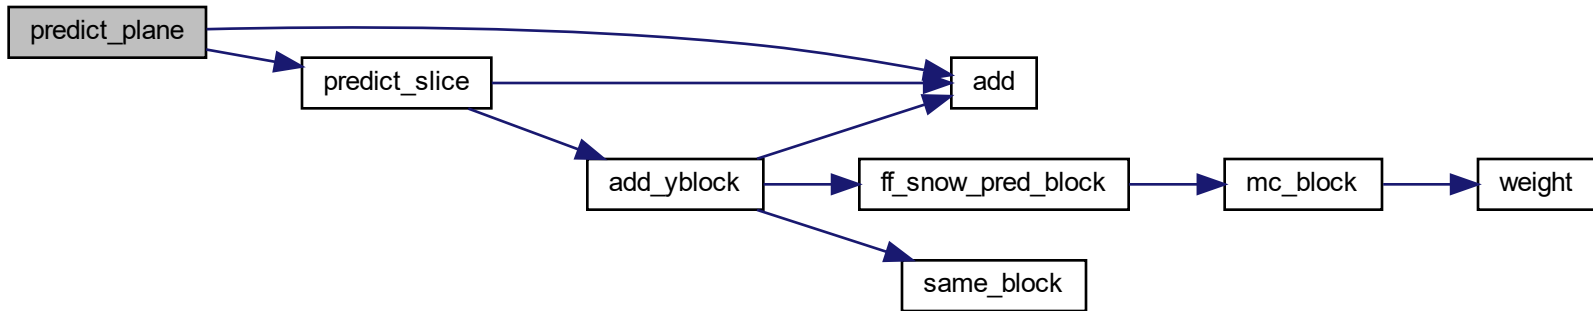 predict_plane
predict_slice
add
add_yblock
ff_snow_pred_block
mc_block
weight
same_block